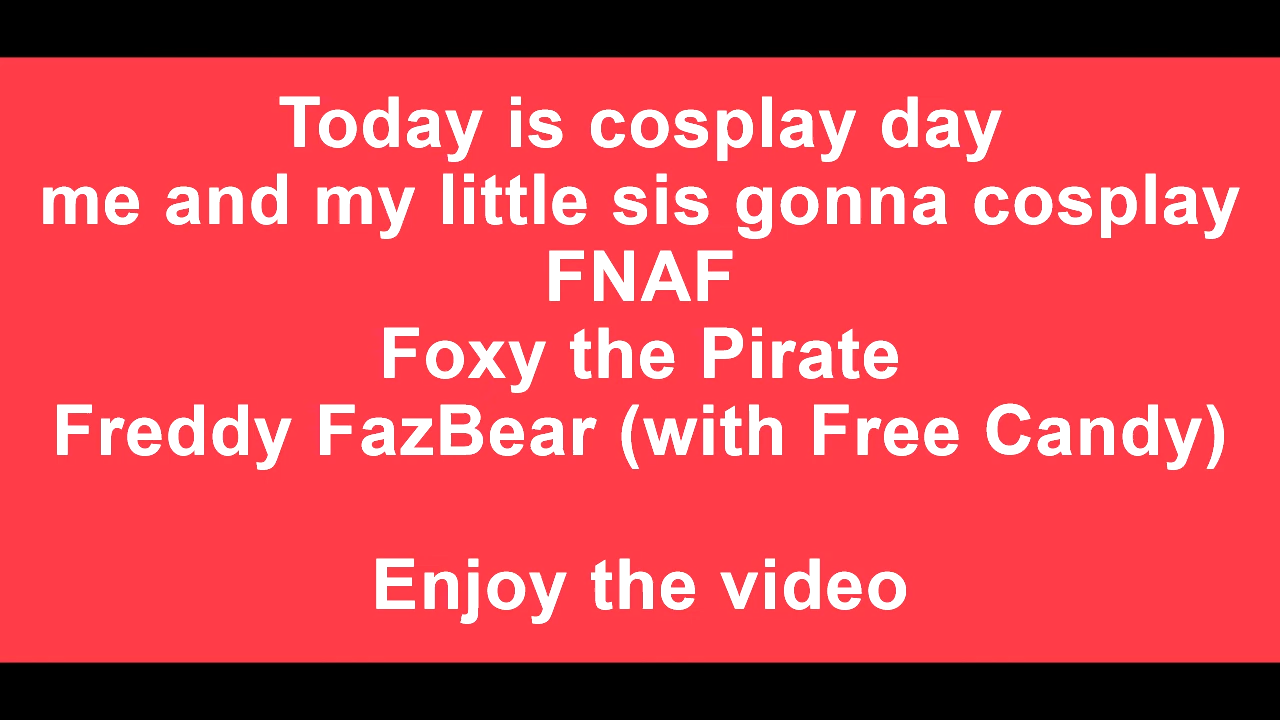 Today is cosplay day
me and my little sis gonna cosplay
FNAF
Foxy the Pirate
Freddy FazBear (with Free Candy)
Enjoy the video